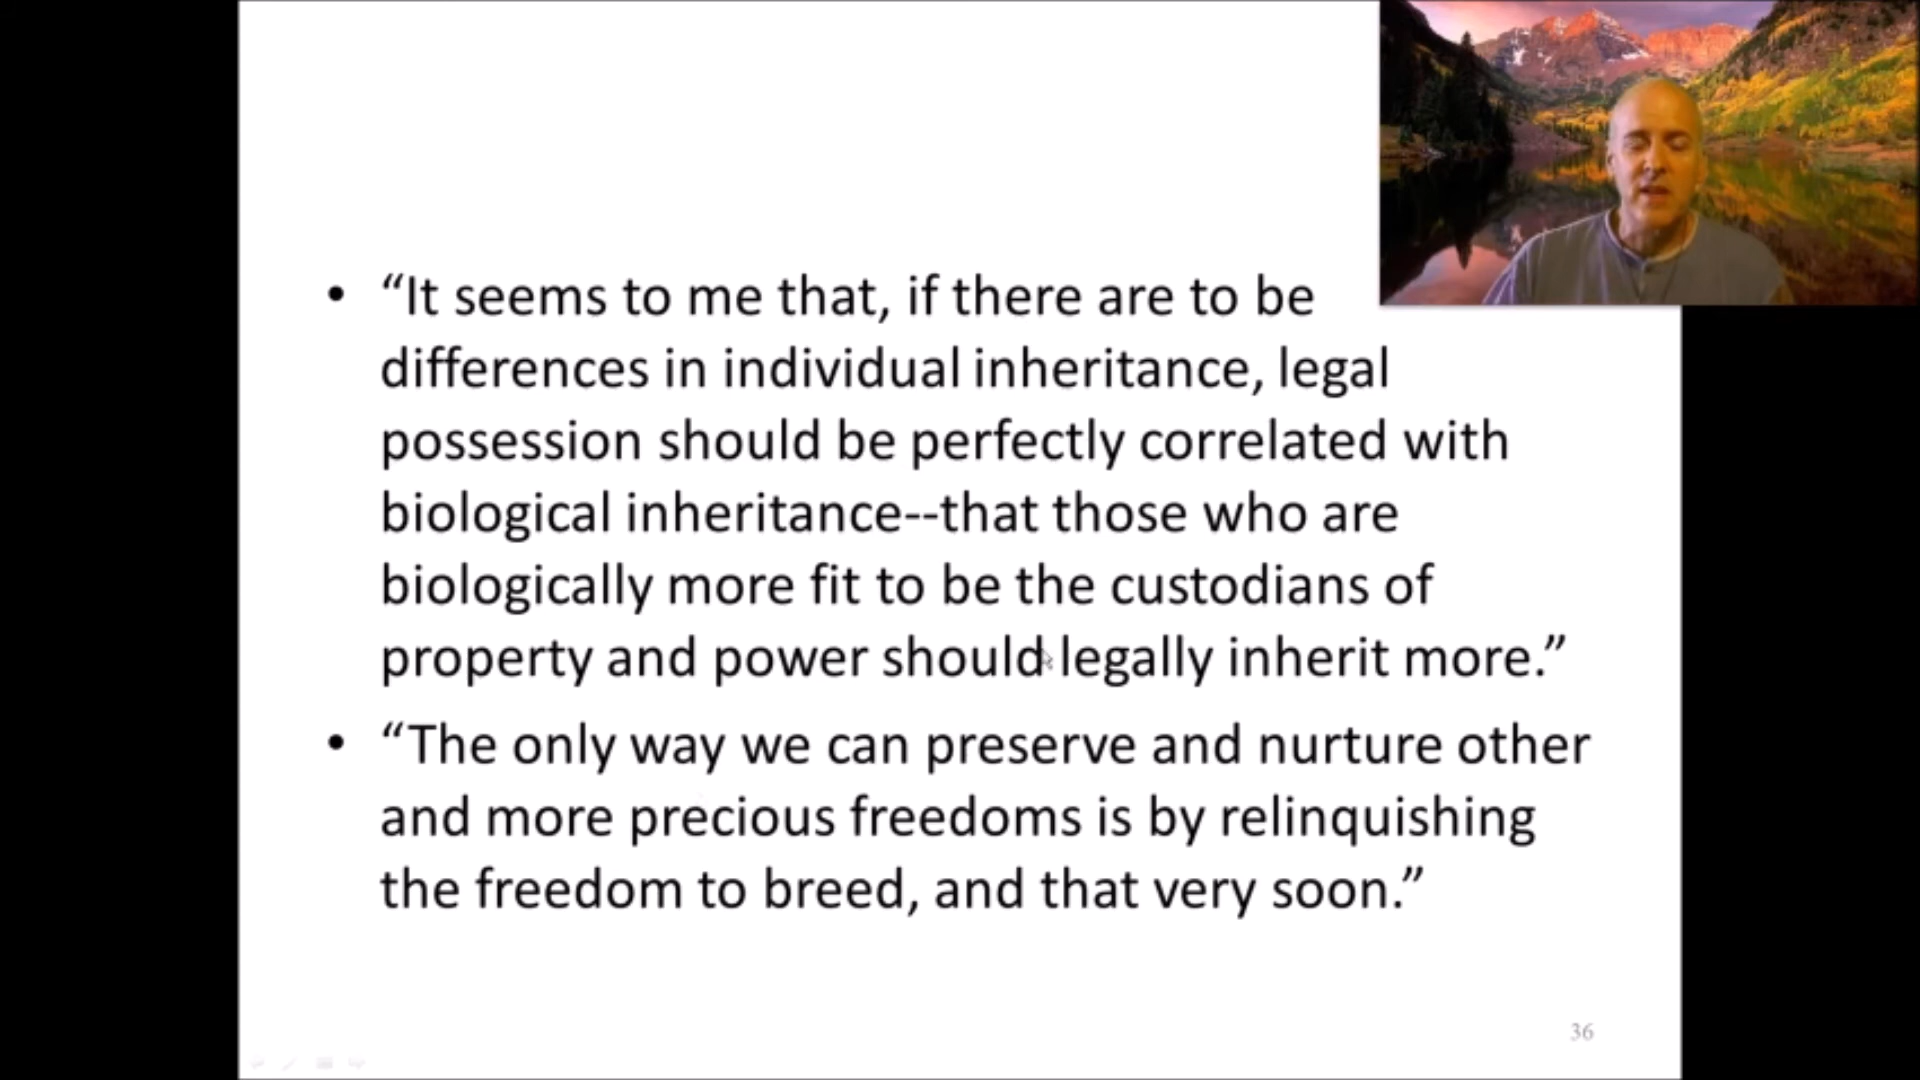 • “It seems to me that, if there are to be
differences in individual inheritance, legal
possession should be perfectly correlated with
biological inheritance--that those who are
biologically more fit to be the custodians of
property and power should legally inherit more.”
• “The only way we can preserve and nurture other
and more precious freedoms is by relinquishing
the freedom to breed, and that very soon.”
36